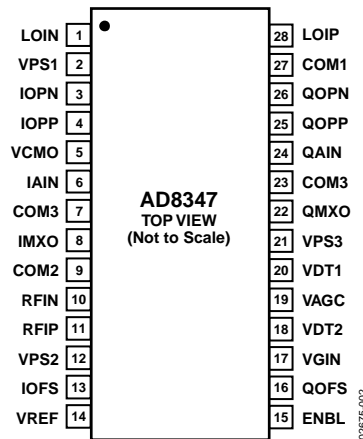 LOIN 1 28 LOIP
VPS1 2 27 COM1
IOPN 3 26 QOPN
IOPP 4 25 QOPP
VCMO 5 24 QAIN
IAIN 6 23 COM3
COM3 7 22 QMXO
IMXO 8 21 VPS3
COM2 9 20 VDT1
RFIN 10 19 VAGC
RFIP 11 18 VDT2
VPS2 12 17 VGIN
IOFS 13 16 QOFS
VREF 14 15 ENBL
AD8347
TOP VIEW
(Not to Scale)
02675-002